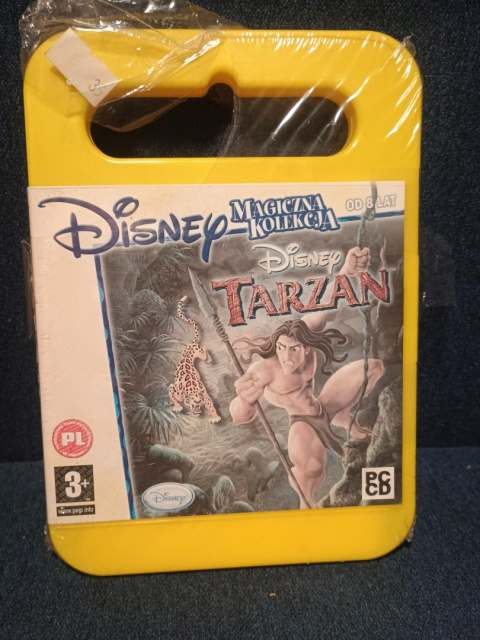 Disney
MAGICZNA
KOLEKCJA
OD 8 LAT
Disney
TARZAN
PL
3+
www.pegi.info
Disney
PC
CD